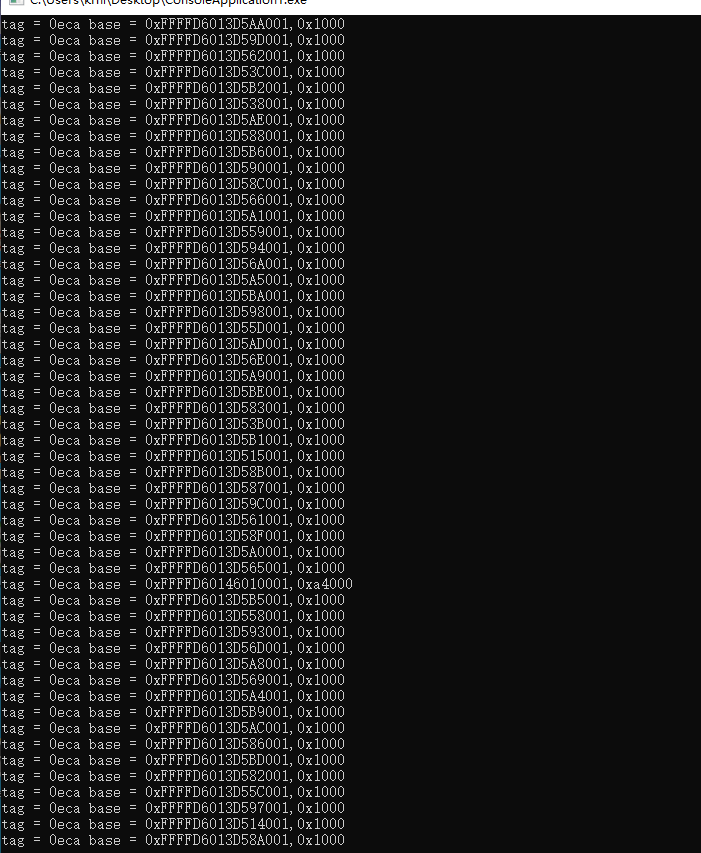 C:\Users\kml\Desktop\ConsoleApplication1.exe
tag = 0eca base = 0xFFFFD6013D5AA001,0x1000
tag = 0eca base = 0xFFFFD6013D59D001,0x1000
tag = 0eca base = 0xFFFFD6013D562001,0x1000
tag = 0eca base = 0xFFFFD6013D53C001,0x1000
tag = 0eca base = 0xFFFFD6013D5B2001,0x1000
tag = 0eca base = 0xFFFFD6013D538001,0x1000
tag = 0eca base = 0xFFFFD6013D5AE001,0x1000
tag = 0eca base = 0xFFFFD6013D588001,0x1000
tag = 0eca base = 0xFFFFD6013D5B6001,0x1000
tag = 0eca base = 0xFFFFD6013D590001,0x1000
tag = 0eca base = 0xFFFFD6013D58C001,0x1000
tag = 0eca base = 0xFFFFD6013D566001,0x1000
tag = 0eca base = 0xFFFFD6013D5A1001,0x1000
tag = 0eca base = 0xFFFFD6013D559001,0x1000
tag = 0eca base = 0xFFFFD6013D594001,0x1000
tag = 0eca base = 0xFFFFD6013D56A001,0x1000
tag = 0eca base = 0xFFFFD6013D5A5001,0x1000
tag = 0eca base = 0xFFFFD6013D5BA001,0x1000
tag = 0eca base = 0xFFFFD6013D598001,0x1000
tag = 0eca base = 0xFFFFD6013D55D001,0x1000
tag = 0eca base = 0xFFFFD6013D5AD001,0x1000
tag = 0eca base = 0xFFFFD6013D56E001,0x1000
tag = 0eca base = 0xFFFFD6013D5A9001,0x1000
tag = 0eca base = 0xFFFFD6013D5BE001,0x1000
tag = 0eca base = 0xFFFFD6013D583001,0x1000
tag = 0eca base = 0xFFFFD6013D53B001,0x1000
tag = 0eca base = 0xFFFFD6013D5B1001,0x1000
tag = 0eca base = 0xFFFFD6013D515001,0x1000
tag = 0eca base = 0xFFFFD6013D58B001,0x1000
tag = 0eca base = 0xFFFFD6013D587001,0x1000
tag = 0eca base = 0xFFFFD6013D59C001,0x1000
tag = 0eca base = 0xFFFFD6013D561001,0x1000
tag = 0eca base = 0xFFFFD6013D58F001,0x1000
tag = 0eca base = 0xFFFFD6013D5A0001,0x1000
tag = 0eca base = 0xFFFFD6013D565001,0x1000
tag = 0eca base = 0xFFFFD60146010001,0xa4000
tag = 0eca base = 0xFFFFD6013D5B5001,0x1000
tag = 0eca base = 0xFFFFD6013D558001,0x1000
tag = 0eca base = 0xFFFFD6013D593001,0x1000
tag = 0eca base = 0xFFFFD6013D56D001,0x1000
tag = 0eca base = 0xFFFFD6013D5A8001,0x1000
tag = 0eca base = 0xFFFFD6013D569001,0x1000
tag = 0eca base = 0xFFFFD6013D5A4001,0x1000
tag = 0eca base = 0xFFFFD6013D5B9001,0x1000
tag = 0eca base = 0xFFFFD6013D5AC001,0x1000
tag = 0eca base = 0xFFFFD6013D586001,0x1000
tag = 0eca base = 0xFFFFD6013D5BD001,0x1000
tag = 0eca base = 0xFFFFD6013D582001,0x1000
tag = 0eca base = 0xFFFFD6013D55C001,0x1000
tag = 0eca base = 0xFFFFD6013D597001,0x1000
tag = 0eca base = 0xFFFFD6013D514001,0x1000
tag = 0eca base = 0xFFFFD6013D58A001,0x1000